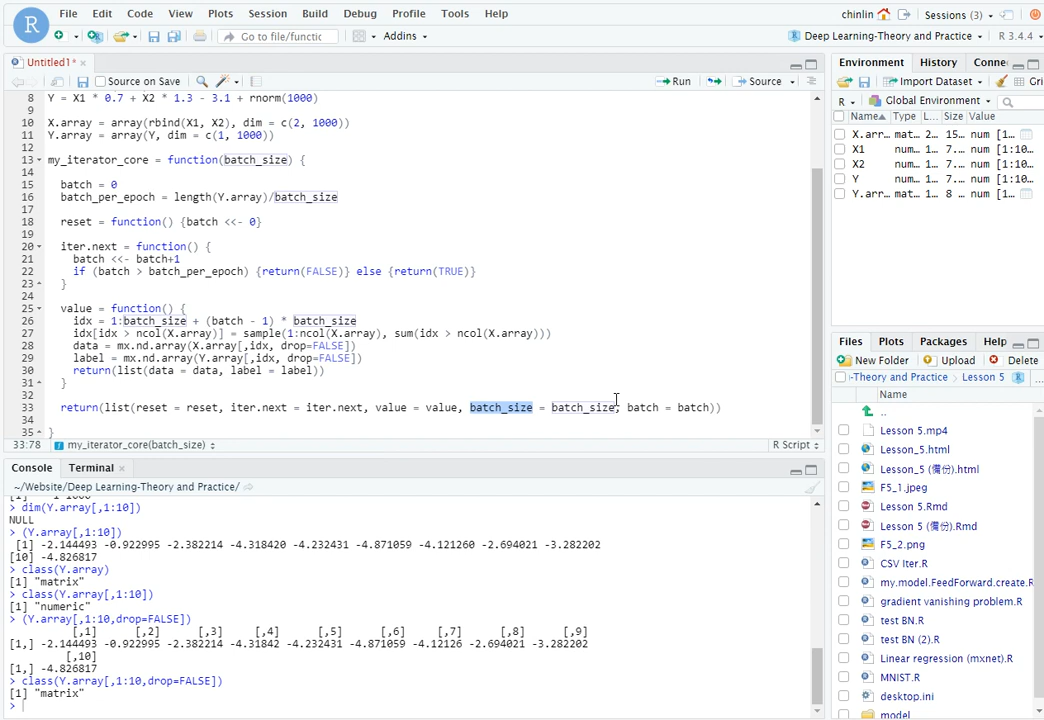 File Edit Code View Plots Session Build Debug Profile Tools Help
chinlin Sessions (3)
R Go to file/functic Addins
Deep Learning-Theory and Practice R 3.4.4
Untitled1* ×
Source on Save Run Source
8 Y = X1 * 0.7 + X2 * 1.3 - 3.1 + rnorm(1000)
9
10 X.array = array(rbind(X1, X2), dim = c(2, 1000))
11 Y.array = array(Y, dim = c(1, 1000))
12
13 my_iterator_core = function(batch_size) {
14
15 batch = 0
16 batch_per_epoch = length(Y.array)/batch_size
17
18 reset = function() {batch <<- 0}
19
20 iter.next = function() {
21 batch <<- batch+1
22 if (batch > batch_per_epoch) {return(FALSE)} else {return(TRUE)}
23 }
24
25 value = function() {
26 idx = 1:batch_size + (batch - 1) * batch_size
27 idx[idx > ncol(X.array)] = sample(1:ncol(X.array), sum(idx > ncol(X.array)))
28 data = mx.nd.array(X.array[,idx, drop=FALSE])
29 label = mx.nd.array(Y.array[,idx, drop=FALSE])
30 return(list(data = data, label = label))
31 }
32
33 return(list(reset = reset, iter.next = iter.next, value = value, batch_size = batch_size, batch = batch))
34
35 }
33:78 my_iterator_core(batch_size) R Script
Console Terminal ×
~/Website/Deep Learning-Theory and Practice/
> dim(Y.array[,1:10])
NULL
> (Y.array[,1:10])
[1] -2.144493 -0.922995 -2.382214 -4.318420 -4.232431 -4.871059 -4.121260 -2.694021 -3.282202
[10] -4.826817
> class(Y.array)
[1] "matrix"
> class(Y.array[,1:10])
[1] "numeric"
> (Y.array[,1:10,drop=FALSE])
[,1] [,2] [,3] [,4] [,5] [,6] [,7] [,8] [,9]
[1,] -2.144493 -0.922995 -2.382214 -4.31842 -4.232431 -4.871059 -4.12126 -2.694021 -3.282202
[,10]
[1,] -4.826817
> class(Y.array[,1:10,drop=FALSE])
[1] "matrix"
>
Environment History Conne
Import Dataset Gri
R Global Environment
Name Type L... Size Value
X.arr... mat... 2... 15... num [1...
X1 num... 1... 7.... num [1:10...
X2 num... 1... 7.... num [1:10...
Y num... 1... 7.... num [1:10...
Y.arr... mat... 1... 8 ... num [1...
Files Plots Packages Help
New Folder Upload Delete
-Theory and Practice Lesson 5 ...
Name
..
Lesson 5.mp4
Lesson_5.html
Lesson_5 (備份).html
F5_1.jpeg
Lesson 5.Rmd
Lesson 5 (備份).Rmd
F5_2.png
CSV Iter.R
my.model.FeedForward.create.R
gradient vanishing problem.R
test BN.R
test BN (2).R
Linear regression (mxnet).R
MNIST.R
desktop.ini
model